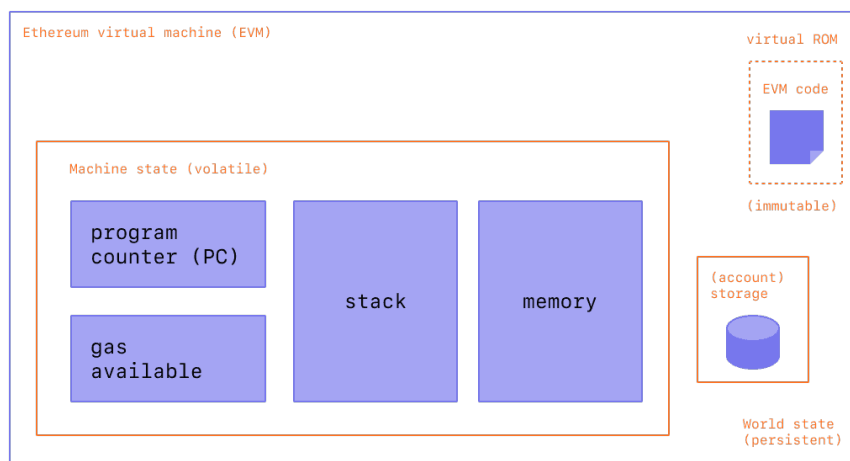 Ethereum virtual machine (EVM)
virtual ROM
EVM code
(immutable)
Machine state (volatile)
program
counter (PC)
gas
available
stack
memory
(account)
storage
World state
(persistent)